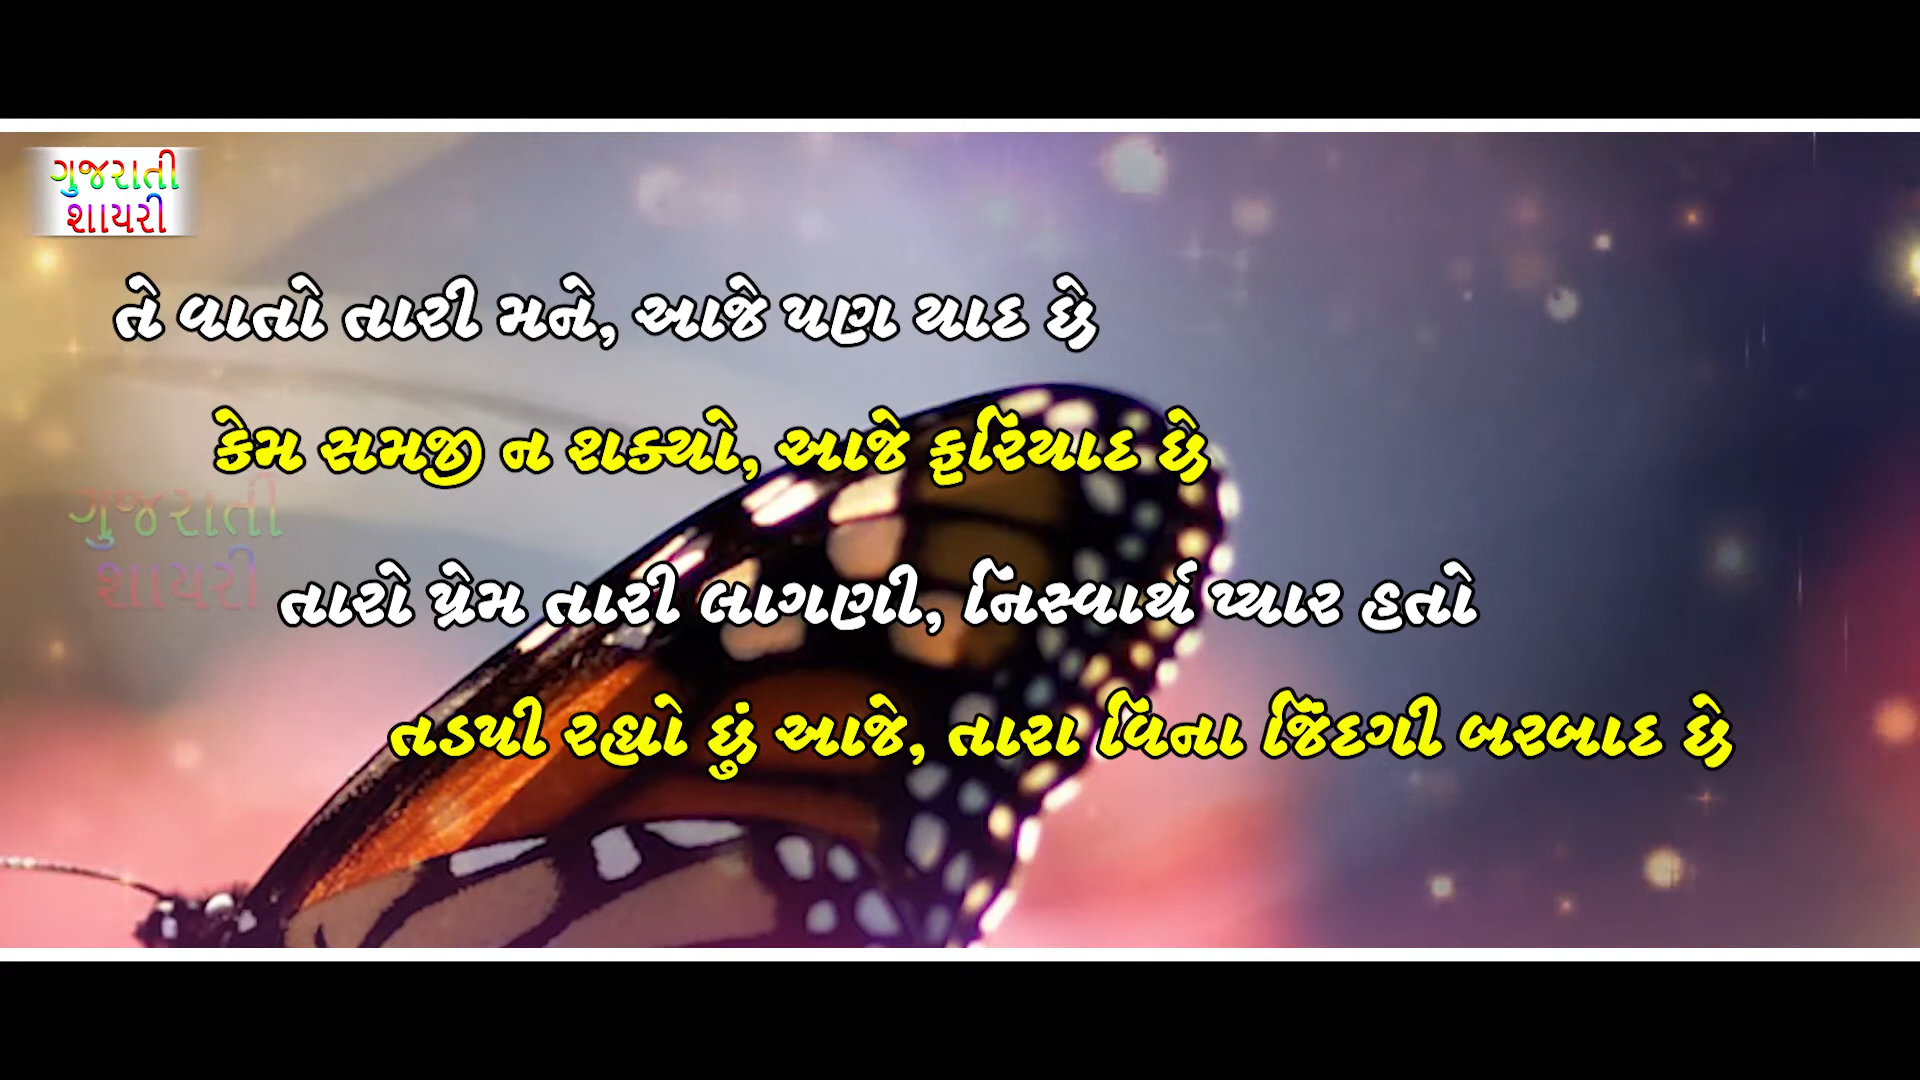 ગુજરાતી
શાયરી
તે વાતો તારી મને, આજે પણ યાદ છે
કેમ સમજી ન શક્યો, આજે ફરિયાદ છે
ગુજરાતી
શાયરી
તારો પ્રેમ તારી લાગણી, નિસ્વાર્થ પ્યાર હતો
તડપી રહ્યો છું આજે, તારા વિના જિંદગી બરબાદ છે